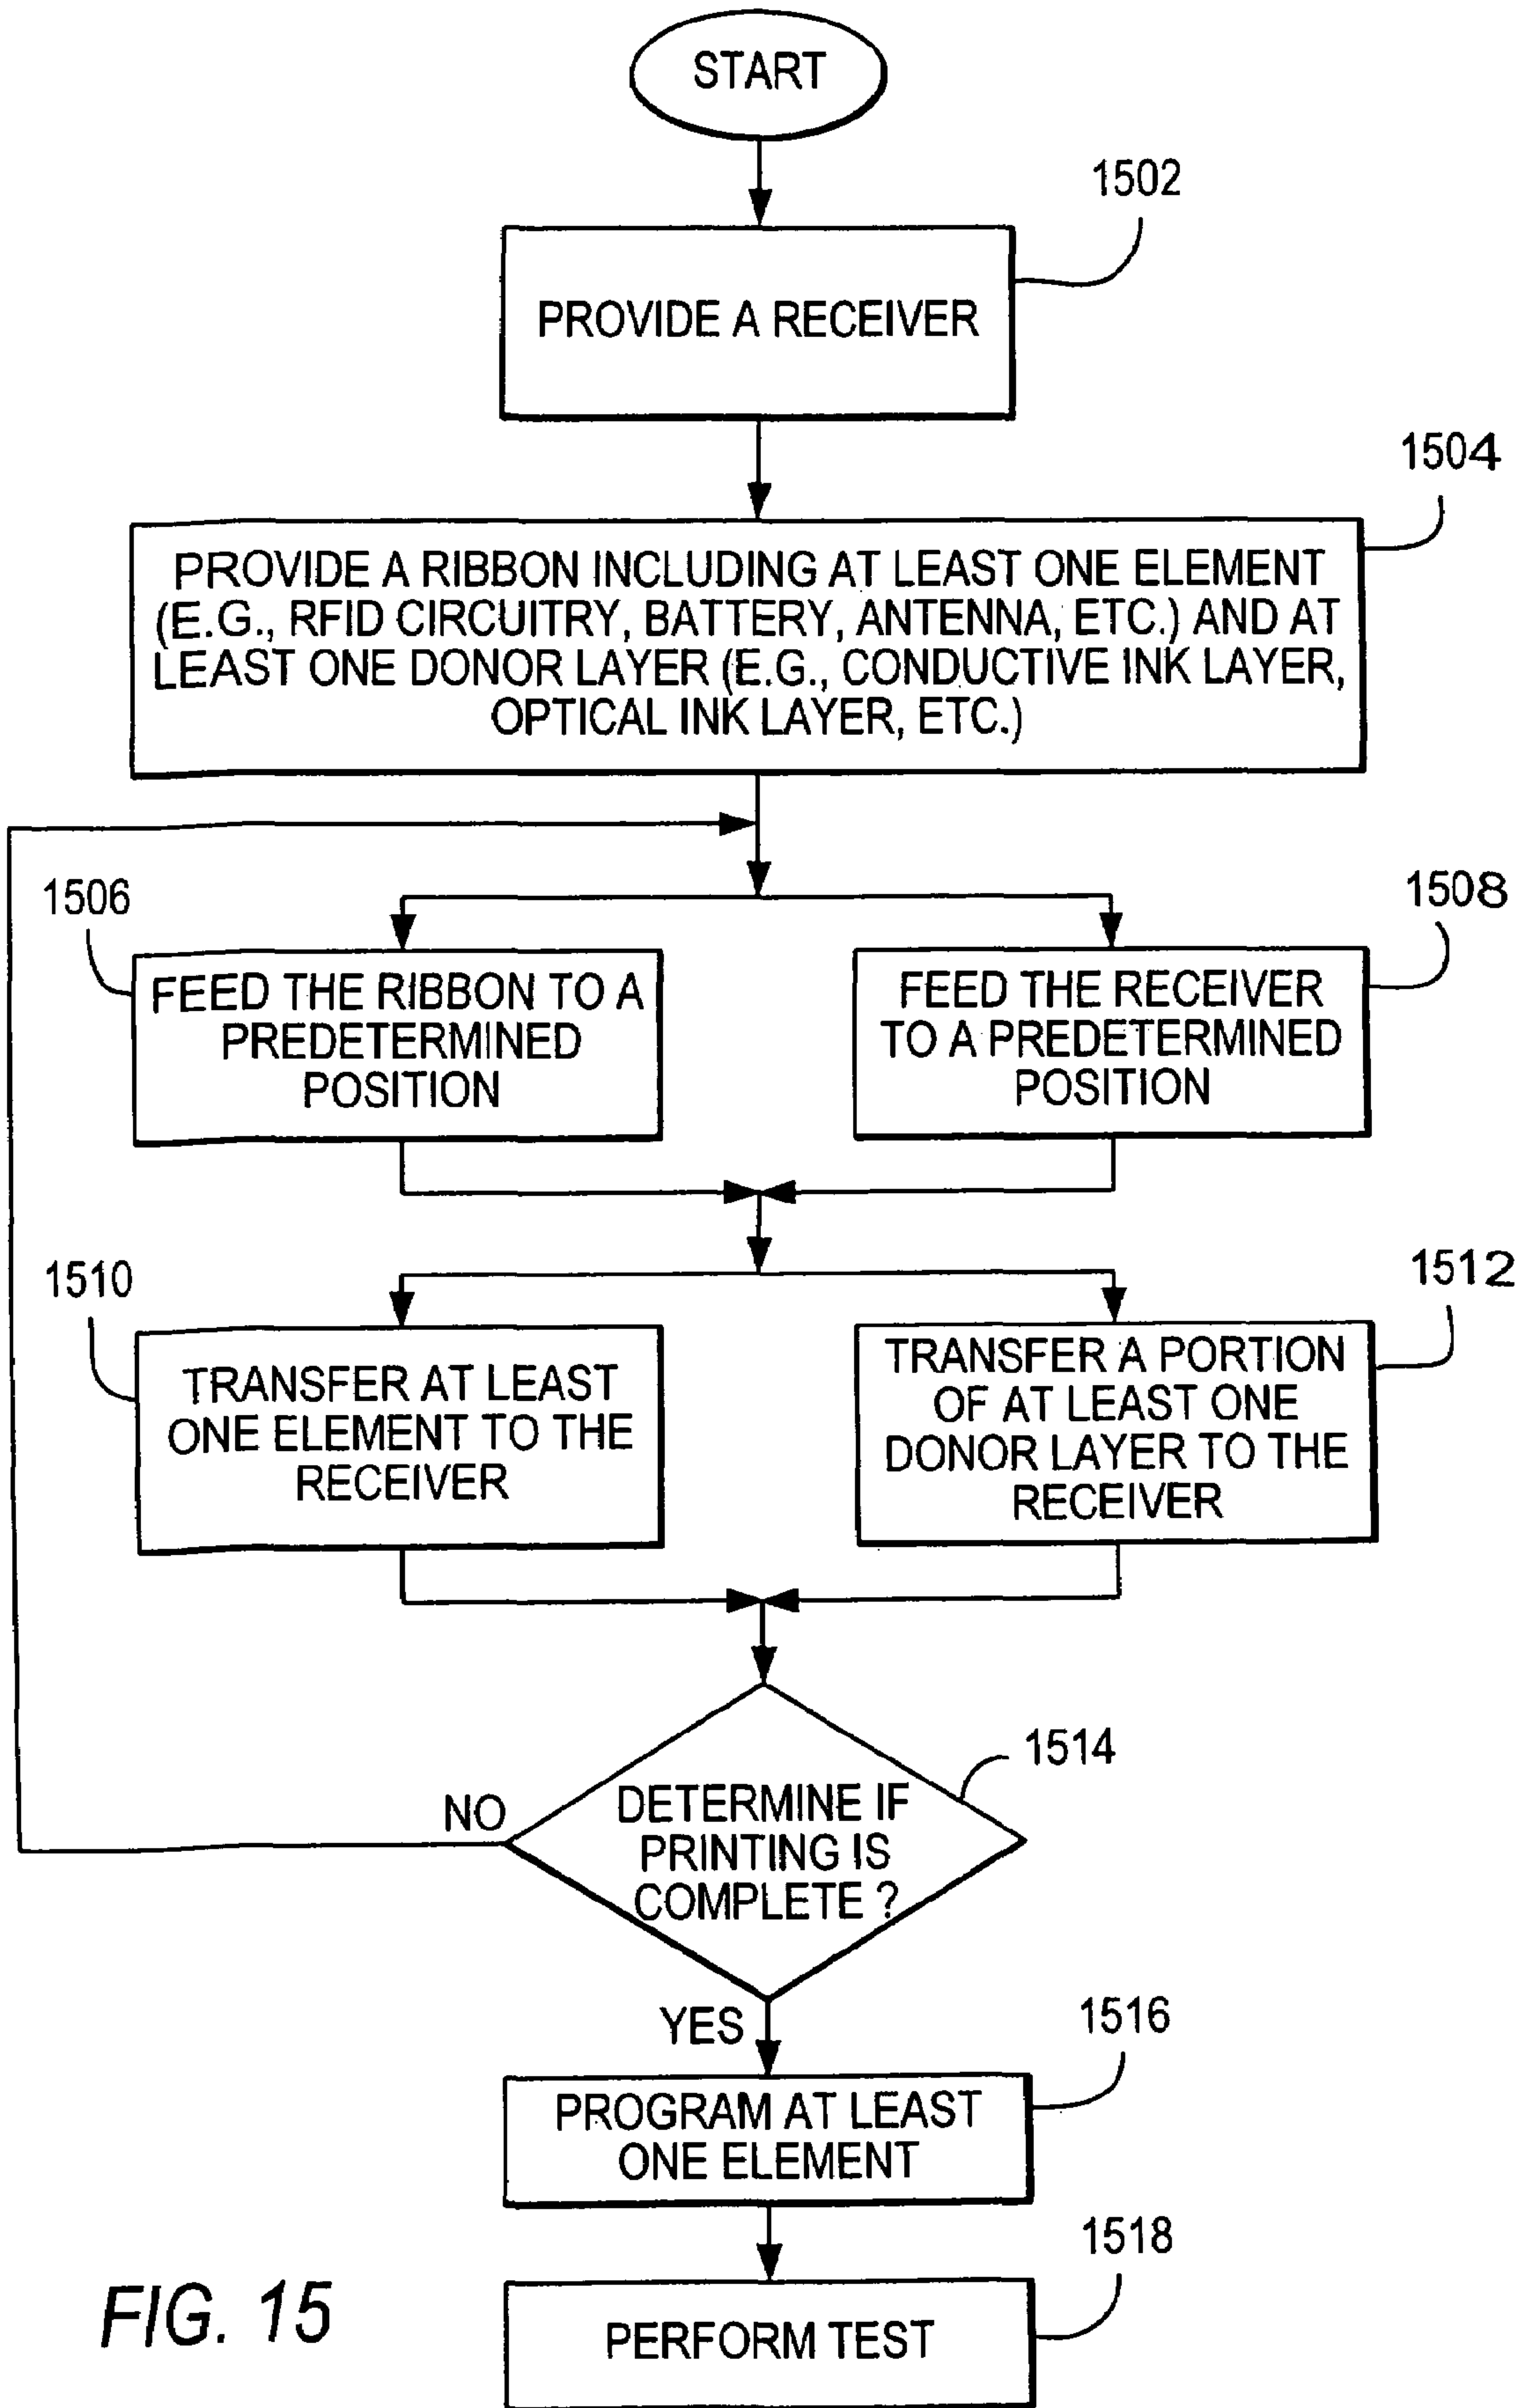 START
1502
PROVIDE A RECEIVER
1504
PROVIDE A RIBBON INCLUDING AT LEAST ONE ELEMENT
(E.G., RFID CIRCUITRY, BATTERY, ANTENNA, ETC.) AND AT
LEAST ONE DONOR LAYER (E.G., CONDUCTIVE INK LAYER,
OPTICAL INK LAYER, ETC.)
1506
FEED THE RIBBON TO A
PREDETERMINED
POSITION
1508
FEED THE RECEIVER
TO A PREDETERMINED
POSITION
1510
TRANSFER AT LEAST
ONE ELEMENT TO THE
RECEIVER
1512
TRANSFER A PORTION
OF AT LEAST ONE
DONOR LAYER TO THE
RECEIVER
1514
NO
DETERMINE IF
PRINTING IS
COMPLETE ?
YES
1516
PROGRAM AT LEAST
ONE ELEMENT
1518
PERFORM TEST
FIG. 15